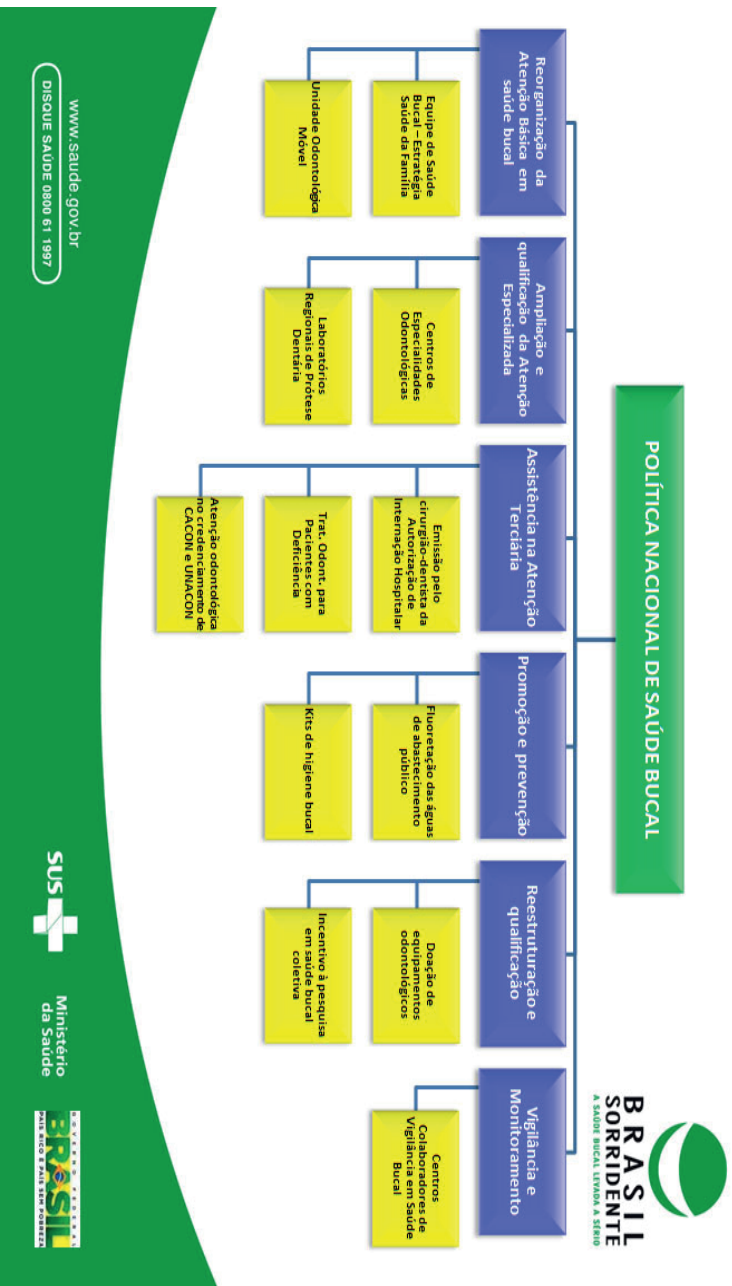 BRASIL
SORRIDENTE
A SAÚDE BUCAL LEVADA A SÉRIO
POLÍTICA NACIONAL DE SAÚDE BUCAL
Reorganização da
Atenção Básica em
saúde bucal
Equipe de Saúde
Bucal – Estratégia
Saúde da Família
Unidade Odontológica
Móvel
Ampliação e
qualificação da Atenção
Especializada
Centros de
Especialidades
Odontológicas
Laboratórios
Regionais de Prótese
Dentária
Assistência na Atenção
Terciária
Emissão pelo
cirurgião-dentista da
Autorização de
Internação Hospitalar
Trat. Odont. para
Pacientes com
Deficiência
Atenção odontológica
no credenciamento de
CACON e UNACON
Promoção e prevenção
Fluoretação das águas
de abastecimento
público
Kits de higiene bucal
Reestruturação e
qualificação
Doação de
equipamentos
odontológicos
Incentivo à pesquisa
em saúde bucal
coletiva
Vigilância e
Monitoramento
Centros
Colaboradores de
Vigilância em Saúde
Bucal
www.saude.gov.br
DISQUE SAÚDE 0800 61 1997
SUS
Ministério
da Saúde
GOVERNO FEDERAL
BRASIL
PAÍS RICO É PAÍS SEM POBREZA